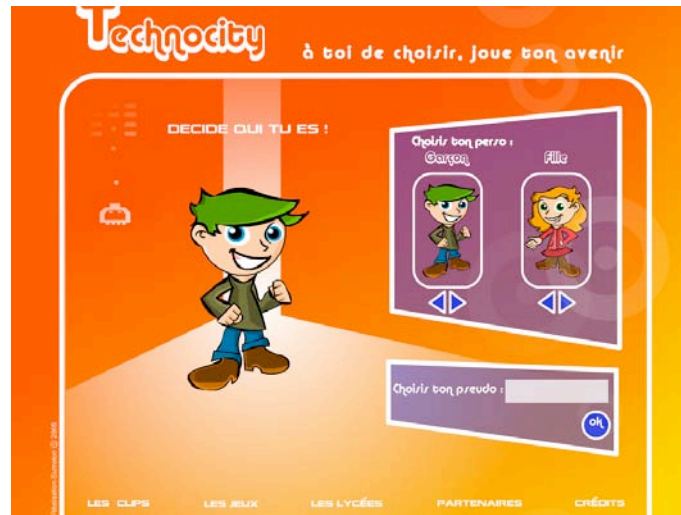 Technocity
à toi de choisir, joue ton avenir
DECIDE QUI TU ES !
Choisis ton perso :
Garçon
Fille
Choisis ton pseudo :
ok
LES CLIPS
LES JEUX
LES LYCÉES
PARTENAIRES
CRÉDITS